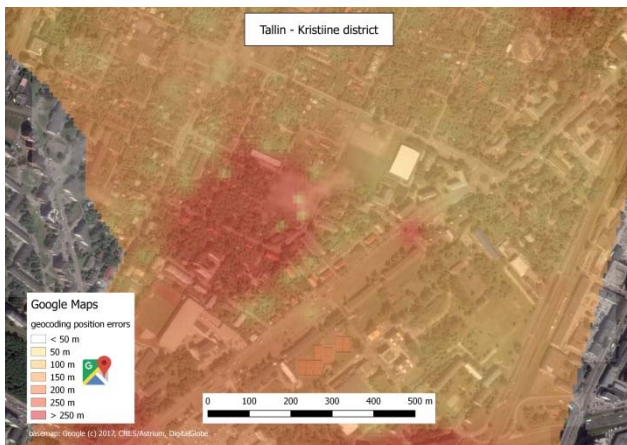 Tallin - Kristiine district
Google Maps
geocoding position errors
< 50 m
50 m
100 m
150 m
200 m
250 m
> 250 m
G
0 100 200 300 400 500 m
basemap: Google (c) 2017, CNES/Astrium, DigitalGlobe